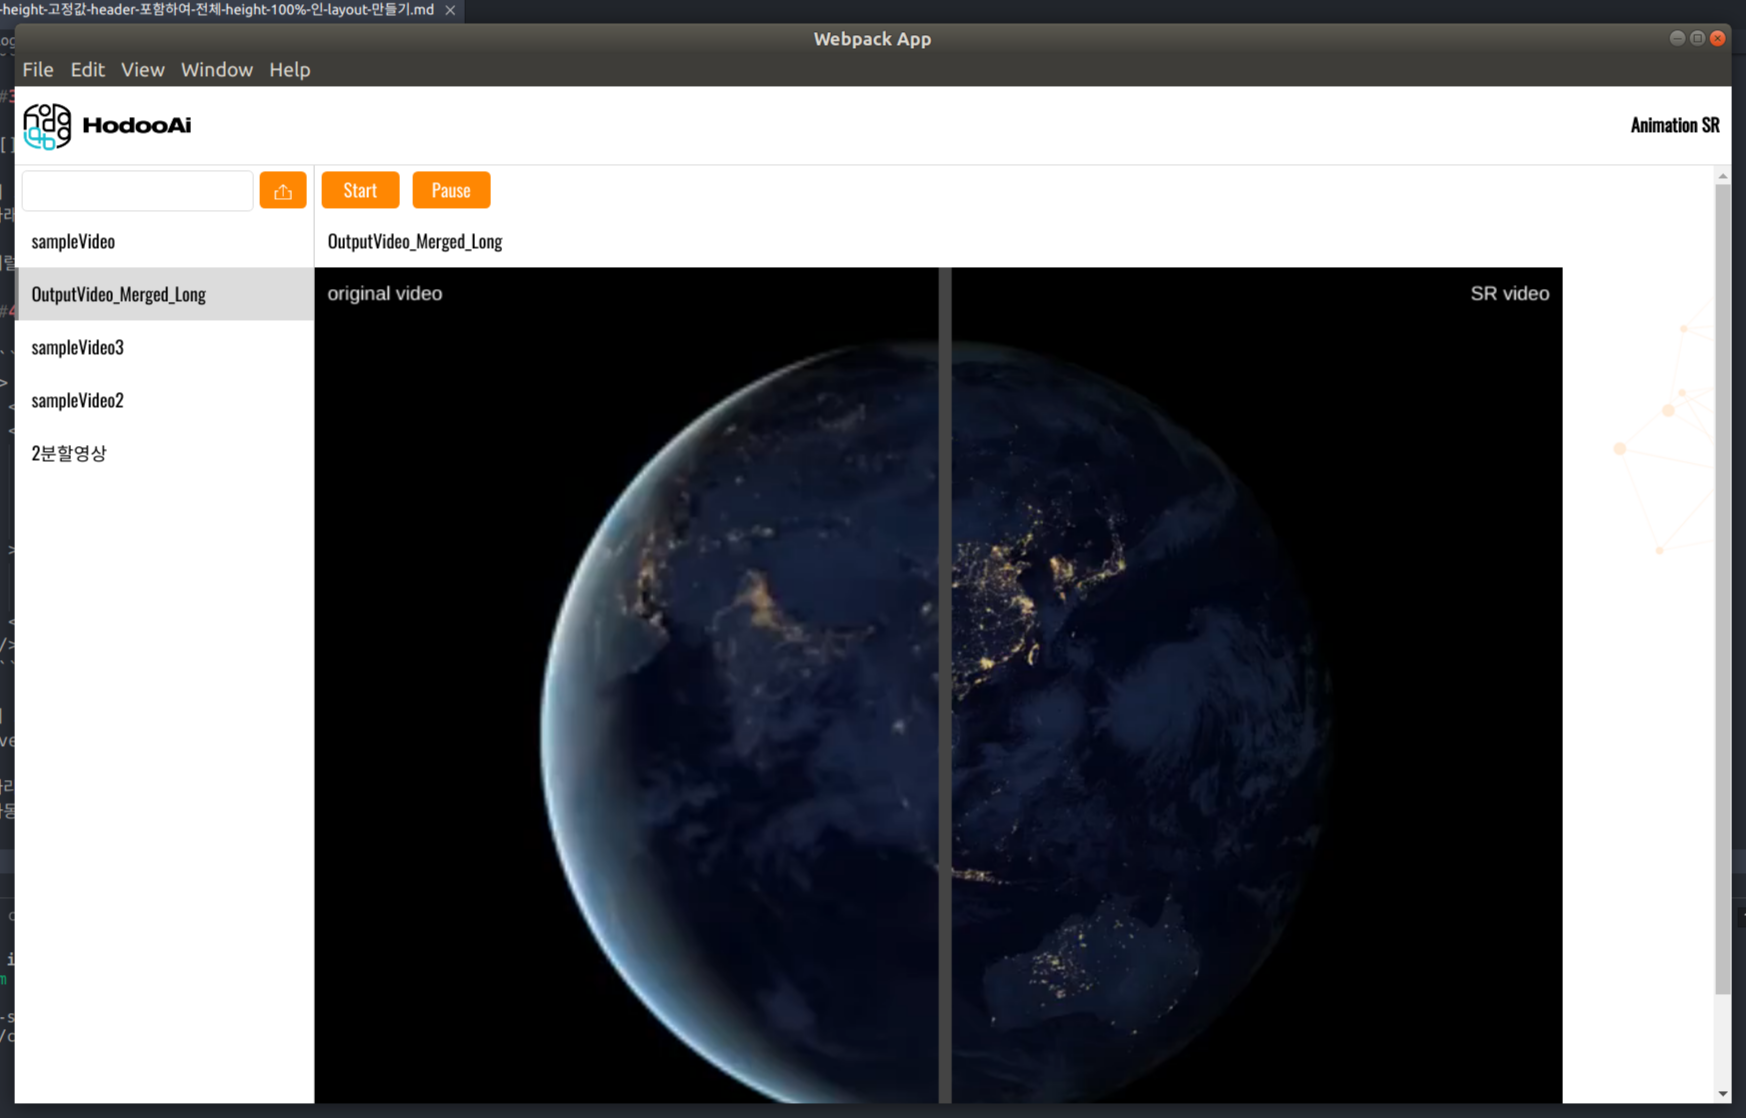 -height-고정값-header-포함하여-전체-height-100%-인-layout-만들기.md
Webpack App
File Edit View Window Help
HodooAi
Animation SR
Start Pause
sampleVideo
OutputVideo_Merged_Long
OutputVideo_Merged_Long
original video
SR video
sampleVideo3
sampleVideo2
2분할영상